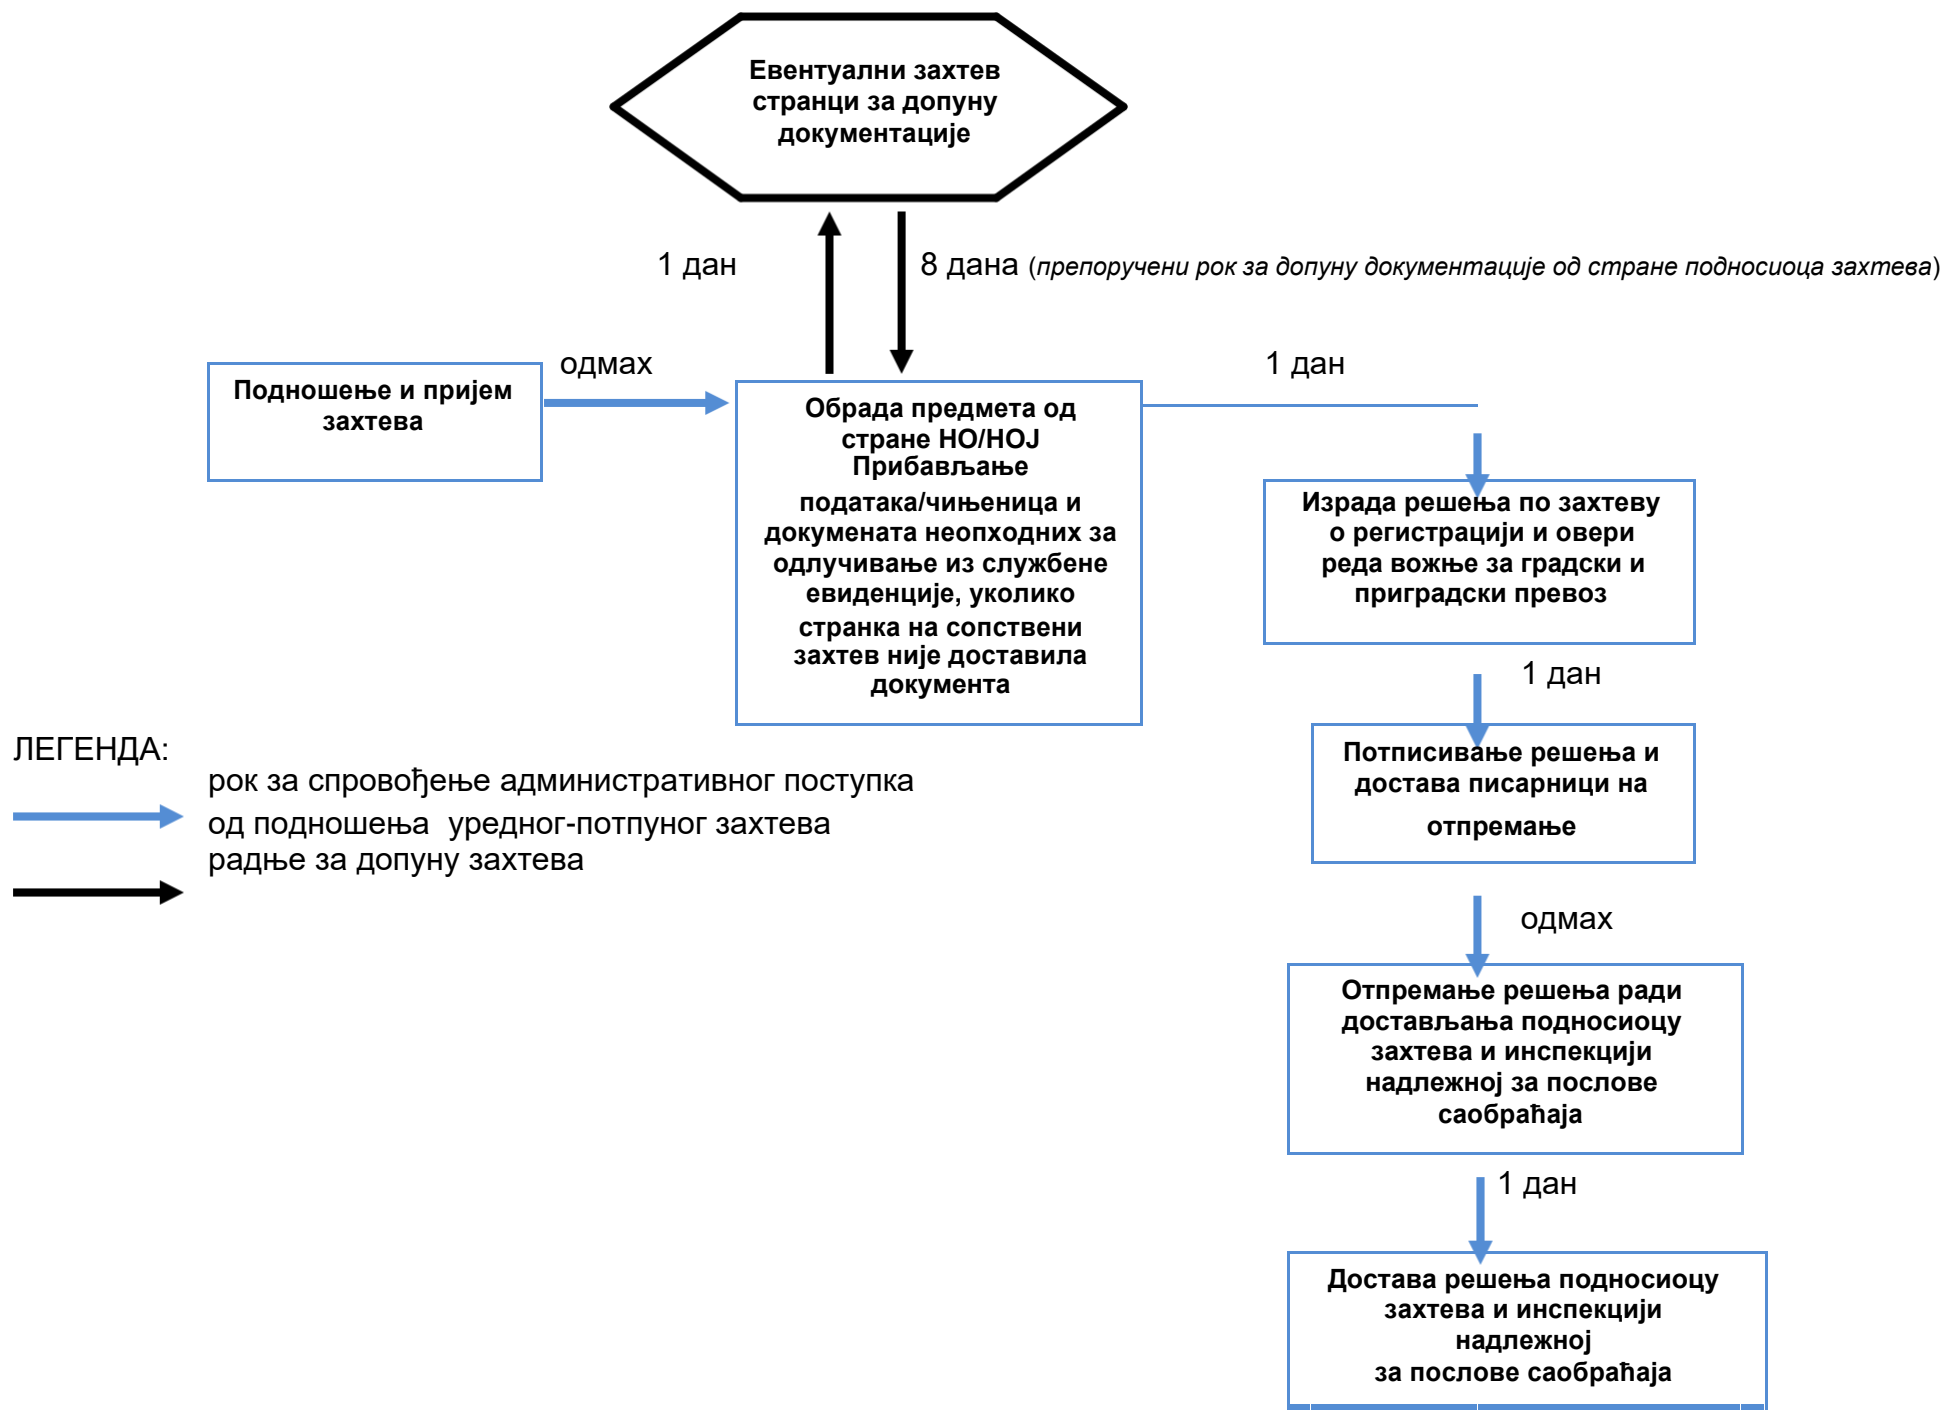 Евентуални захтев
странци за допуну
документације
1 дан
8 дана (препоручени рок за допуну документације од стране подносиоца захтева)
одмах
1 дан
Подношење и пријем
захтева
Обрада предмета од
стране НО/НОЈ
Прибављање
података/чињеница и
докумената неопходних за
одлучивање из службене
евиденције, уколико
странка на сопствени
захтев није доставила
документа
Израда решења по захтеву
о регистрацији и овери
реда вожње за градски и
приградски превоз
1 дан
Потписивање решења и
достава писарници на
отпремање
ЛЕГЕНДА:
рок за спровођење административног поступка
од подношења  уредног-потпуног захтева
радње за допуну захтева
одмах
Отпремање решења ради
достављања подносиоцу
захтева и инспекцији
надлежној за послове
саобраћаја
1 дан
Достава решења подносиоцу
захтева и инспекцији
надлежној
за послове саобраћаја